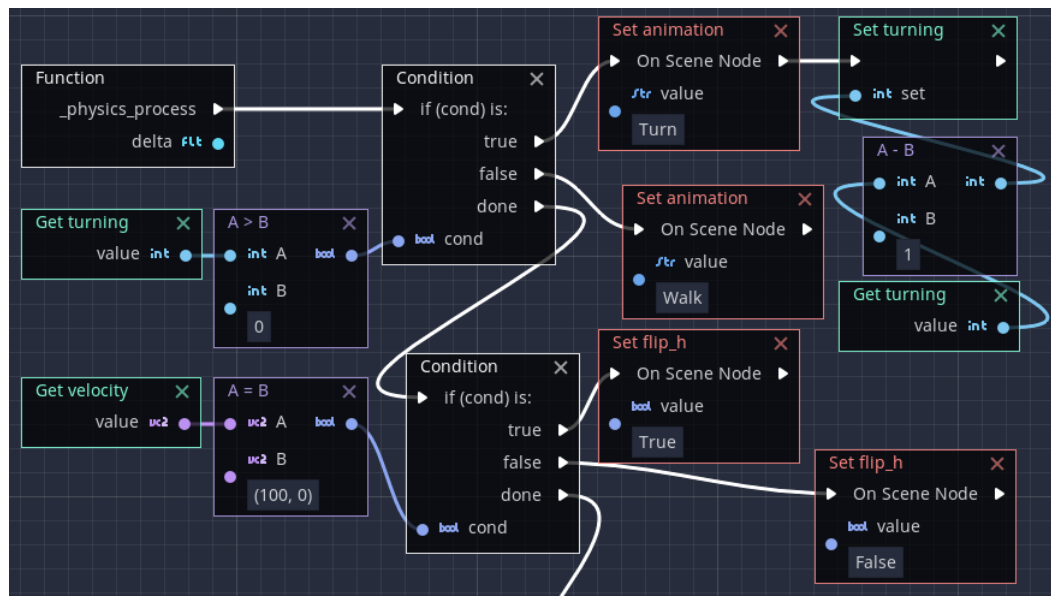 Function
_physics_process
delta flt
Condition
if (cond) is:
true
false
done
bool cond
Set animation
On Scene Node
Str value
Turn
Set turning
int set
A - B
int A int
int B
1
Get turning
value int
A > B
int A bool
int B
0
Set animation
On Scene Node
Str value
Walk
Get turning
value int
Get velocity
value vc2
A = B
vc2 A bool
vc2 B
(100, 0)
Condition
if (cond) is:
true
false
done
bool cond
Set flip_h
On Scene Node
bool value
True
Set flip_h
On Scene Node
bool value
False